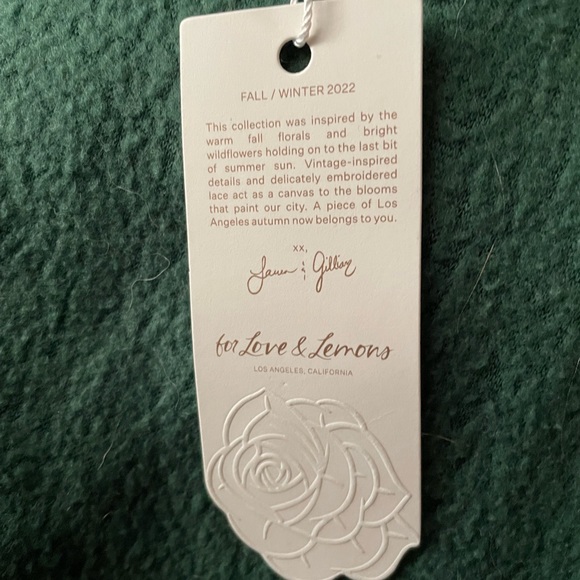 FALL / WINTER 2022
This collection was inspired by the
warm fall florals and bright
wildflowers holding on to the last bit
of summer sun. Vintage-inspired
details and delicately embroidered
lace act as a canvas to the blooms
that paint our city. A piece of Los
Angeles autumn now belongs to you.
xx,
Lauren & Gillian
for Love & Lemons
LOS ANGELES, CALIFORNIA